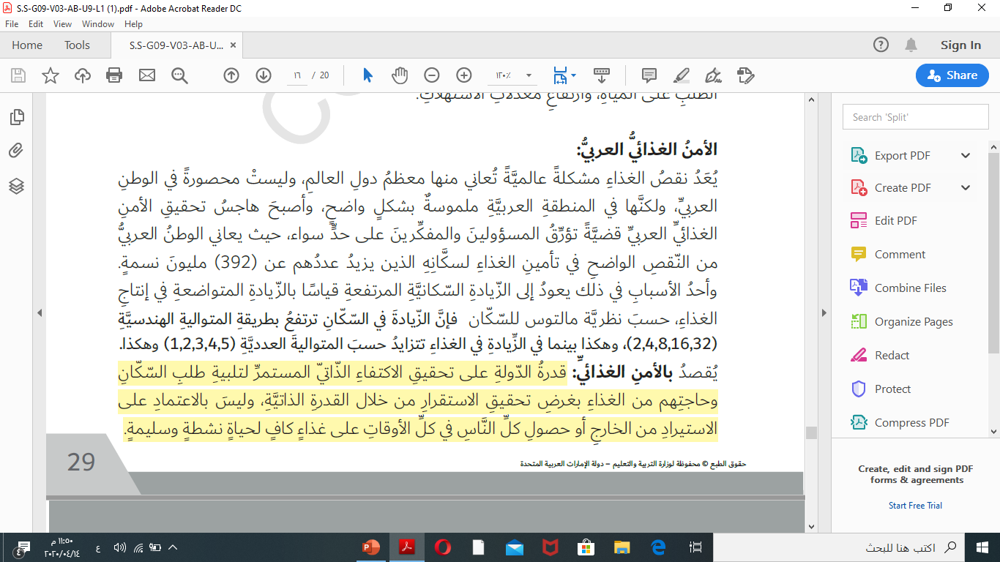 S.S-G09-V03-AB-U9-L1 (1).pdf - Adobe Acrobat Reader DC
File Edit View Window Help
Home Tools S.S-G09-V03-AB-U... × Sign In
١٦ / 20 ١٢٠٪ Share
الطلبِ على المياهِ، وارتفاعِ معدلاتِ الاستهلاكِ.
الأمنُ الغذائيُّ العربيُّ:
يُعَدُ نقصُ الغذاءِ مشكلةً عالميَّةً تُعاني منها معظمُ دولِ العالمِ، وليستْ محصورةً في الوطنِ
العربيِّ، ولكنَّها في المنطقةِ العربيَّةِ ملموسةٌ بشكلٍ واضحٍ، وأصبحَ هاجسُ تحقيقِ الأمنِ
الغذائيِّ العربيِّ قضيَّةً تؤرِّقُ المسؤولينَ والمفكِّرينَ على حدٍّ سواء، حيث يعاني الوطنُ العربيُّ
من النّقصِ الواضحِ في تأمينِ الغذاءِ لسكَّانِهِ الذين يزيدُ عددُهم عن (392) مليونَ نسمةٍ.
وأحدُ الأسبابِ في ذلك يعودُ إلى الزّيادةِ السّكانيَّةِ المرتفعةِ قياسًا بالزّيادةِ المتواضعةِ في إنتاجِ
الغذاءِ، حسبَ نظريَّة مالتوس للسّكّان فإنَّ الزّيادةَ في السّكّانِ ترتفعُ بطريقةِ المتواليةِ الهندسيَّةِ
(2,4,8,16,32)، وهكذا بينما في الزِّيادةِ في الغذاءِ تتزايدُ حسبَ المتواليةَ العدديَّةِ (1,2,3,4,5) وهكذا.
يُقصدُ بالأمنِ الغذائيِّ: قدرةُ الدّولةِ على تحقيقِ الاكتفاءِ الذّاتيّ المستمرِّ لتلبيةِ طلبِ السّكّانِ
وحاجتِهم من الغذاءِ بغرضِ تحقيقِ الاستقرارِ من خلال القدرةِ الذاتيَّةِ، وليسَ بالاعتمادِ على
الاستيرادِ من الخارجِ أو حصولِ كلِّ النَّاسِ في كلِّ الأوقاتِ على غذاءٍ كافٍ لحياةٍ نشطةٍ وسليمةٍ.
حقوق الطبع © محفوظة لوزارة التربية والتعليم – دولة الإمارات العربية المتحدة
29
Search 'Split'
Export PDF
Create PDF
Edit PDF
Comment
Combine Files
Organize Pages
Redact
Protect
Compress PDF
Create, edit and sign PDF
forms & agreements
Start Free Trial
اكتب هنا للبحث
ع
١١:٥٠ م
٢٠٢٠/٠٤/١٤
٤